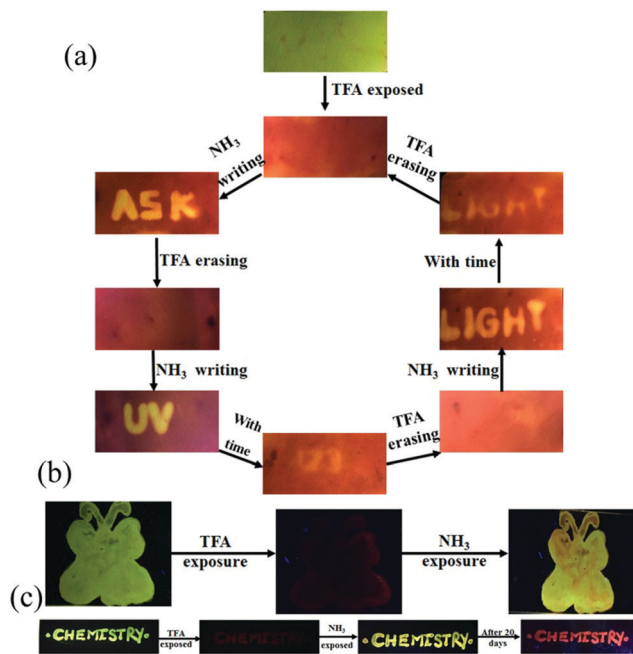 (a)
TFA exposed
NH3
writing
TFA
erasing
ASK
LIGHT
TFA erasing
With time
LIGHT
NH3 writing
NH3 writing
UV
With
time
TFA
erasing
(b)
TFA
exposure
NH3
exposure
(c)
CHEMISTRY
TFA
exposed
CHEMISTRY
NH3
exposed
CHEMISTRY
After 20
days
CHEMISTRY